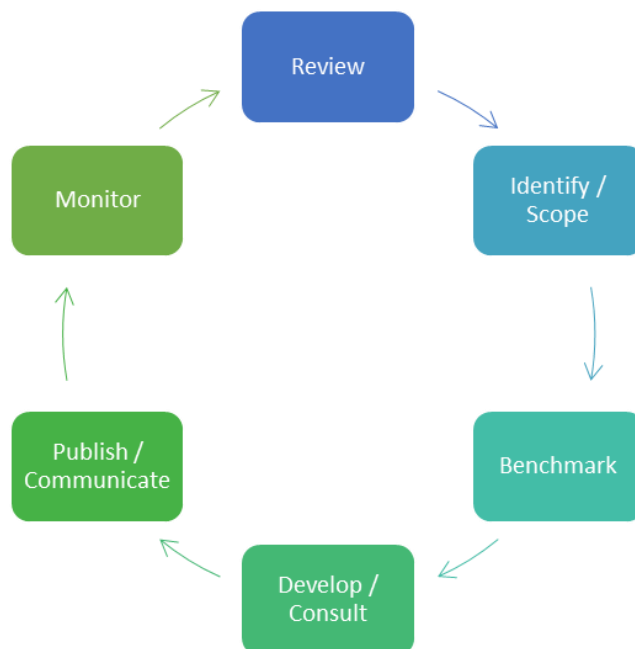 Review
Identify /
Scope
Benchmark
Develop /
Consult
Publish /
Communicate
Monitor